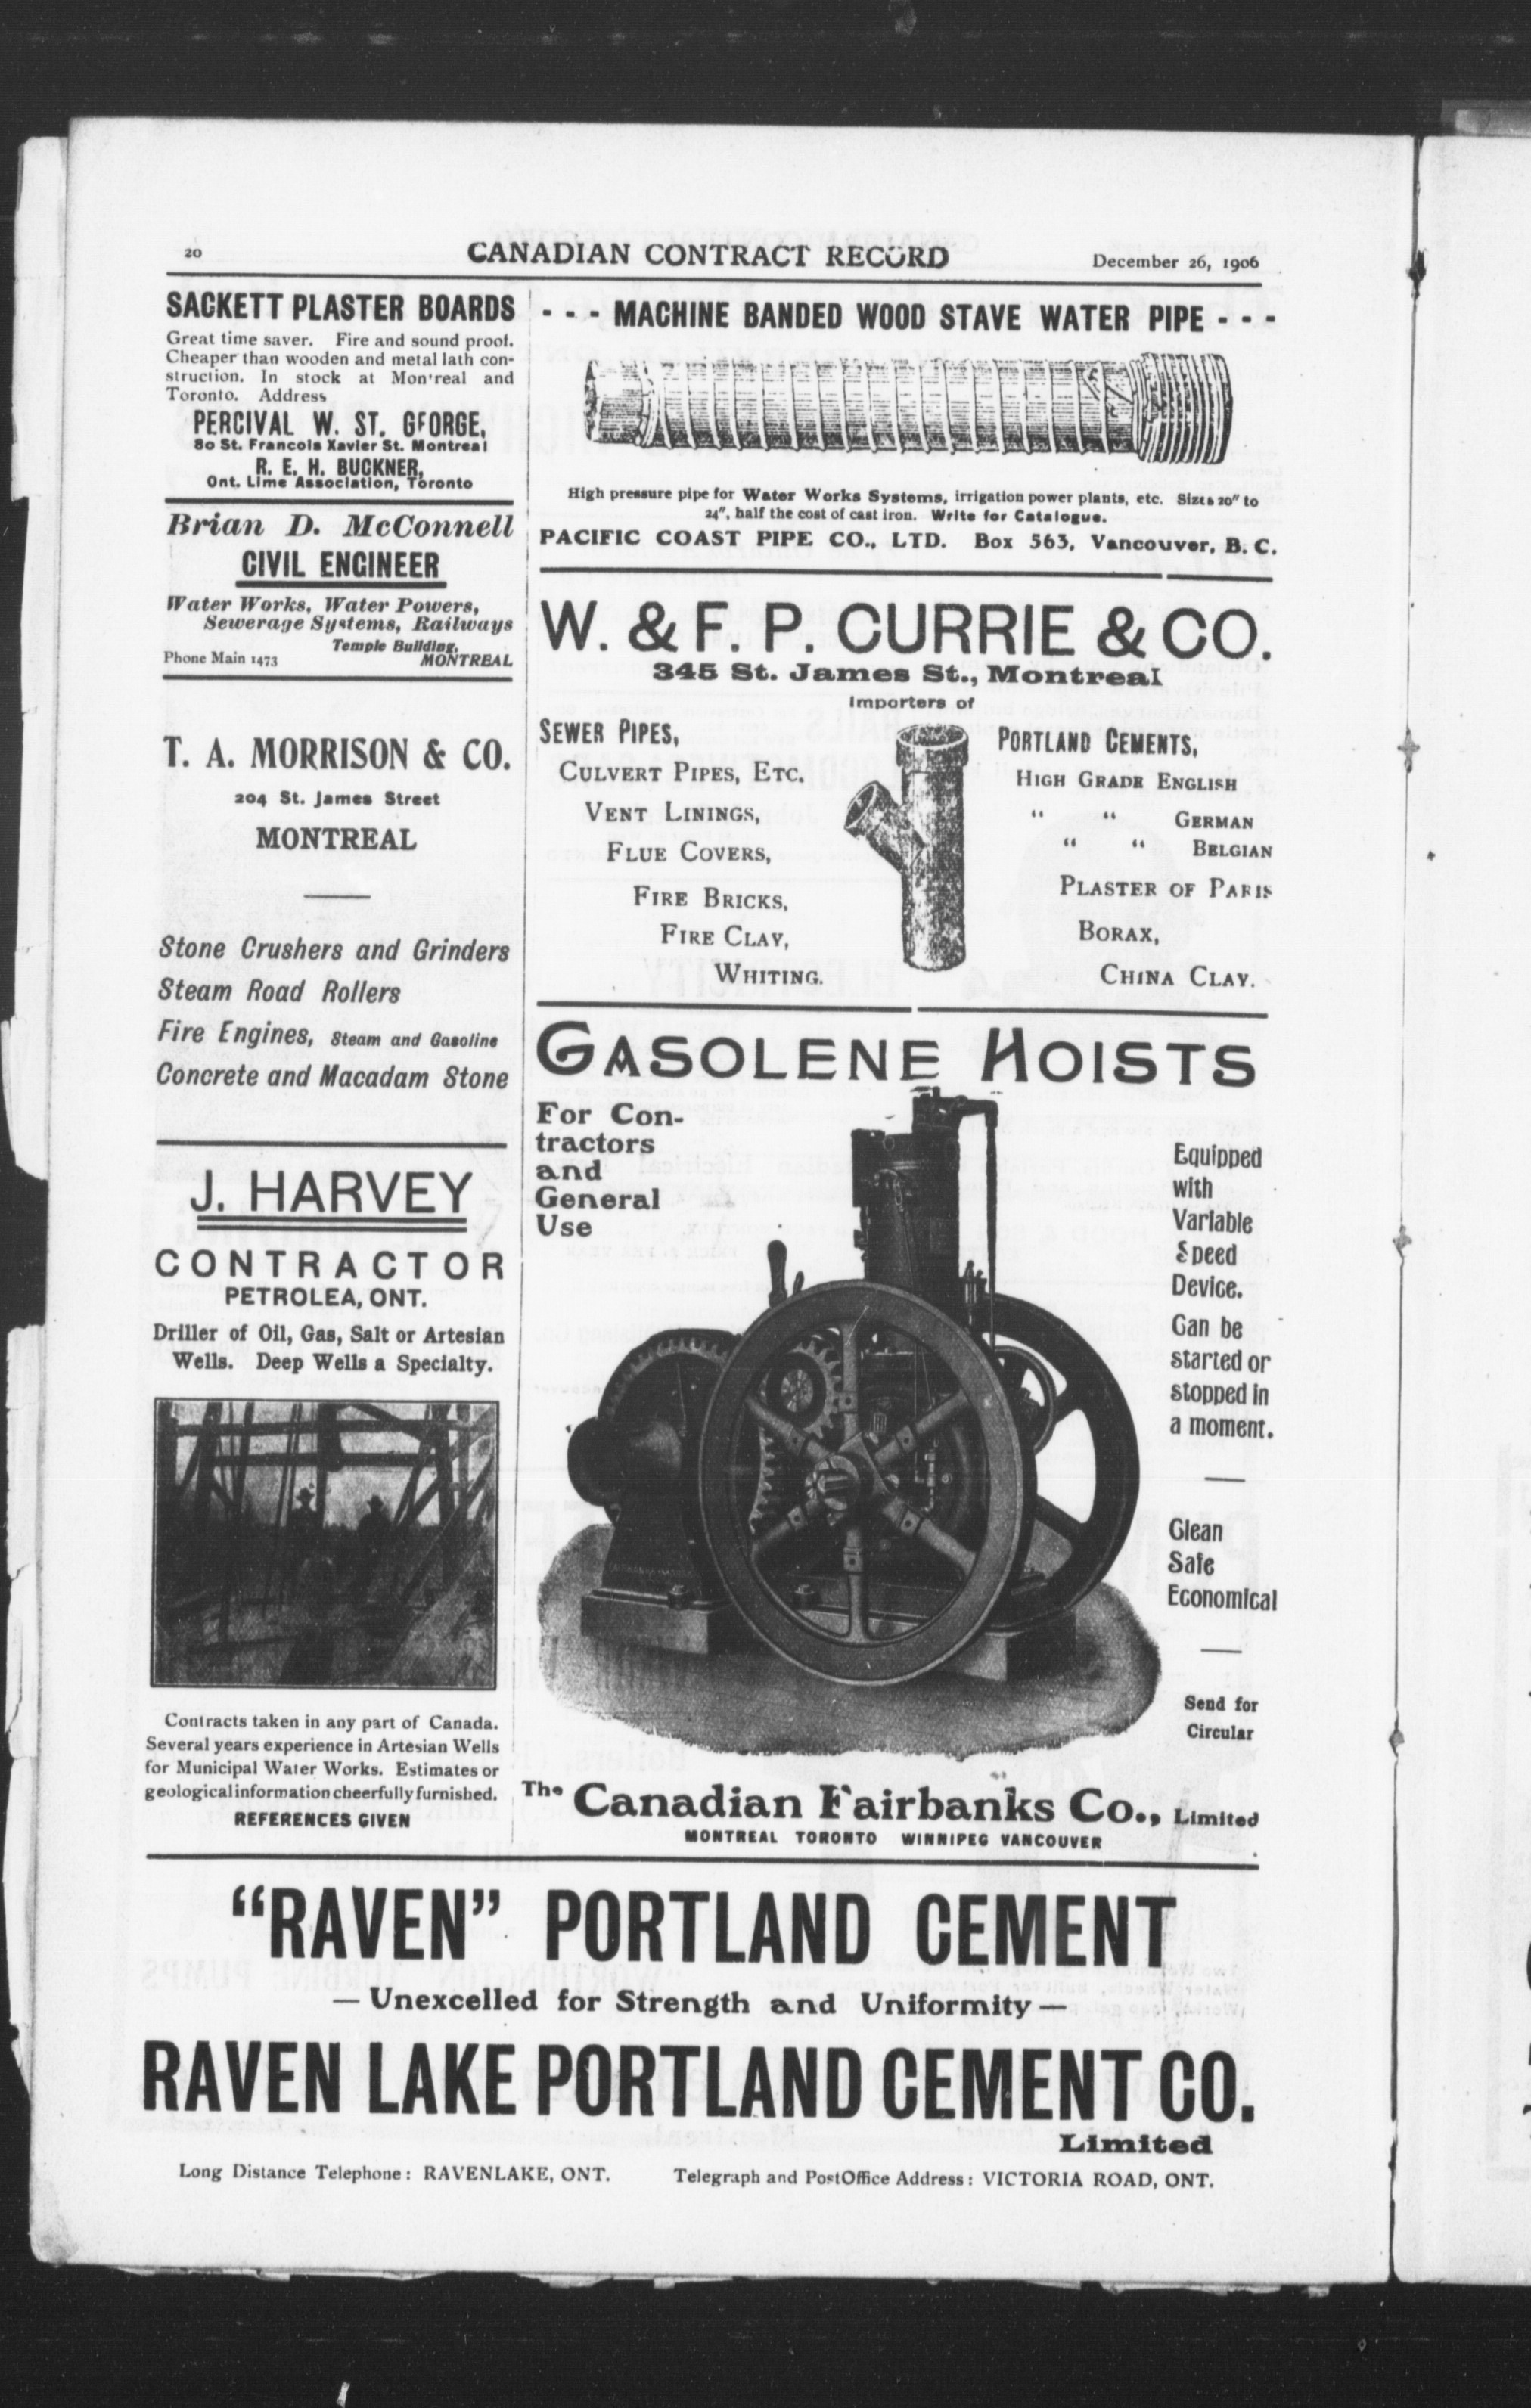 20
CANADIAN CONTRACT RECORD
December 26, 1906
SACKETT PLASTER BOARDS
Great time saver. Fire and sound proof.
Cheaper than wooden and metal lath con-
struction. In stock at Montreal and
Toronto. Address
PERCIVAL W. ST. GEORGE,
80 St. Francois Xavier St. Montreal
R. E. H. BUCKNER,
Ont. Lime Association, Toronto
Brian D. McConnell
CIVIL ENGINEER
Water Works, Water Powers,
Sewerage Systems, Railways
Temple Building,
Phone Main 1473 MONTREAL
T. A. MORRISON & CO.
204 St. James Street
MONTREAL
Stone Crushers and Grinders
Steam Road Rollers
Fire Engines, Steam and Gasoline
Concrete and Macadam Stone
J. HARVEY
CONTRACTOR
PETROLEA, ONT.
Driller of Oil, Gas, Salt or Artesian
Wells. Deep Wells a Specialty.
Contracts taken in any part of Canada.
Several years experience in Artesian Wells
for Municipal Water Works. Estimates or
geological information cheerfully furnished.
REFERENCES GIVEN
- - - MACHINE BANDED WOOD STAVE WATER PIPE - - -
High pressure pipe for Water Works Systems, irrigation power plants, etc. Sizes 20" to
24", half the cost of cast iron. Write for Catalogue.
PACIFIC COAST PIPE CO., LTD. Box 563, Vancouver, B. C.
W. & F. P. CURRIE & CO.
345 St. James St., Montreal
Importers of
SEWER PIPES,
CULVERT PIPES, ETC.
VENT LININGS,
FLUE COVERS,
FIRE BRICKS,
FIRE CLAY,
WHITING.
PORTLAND CEMENTS,
HIGH GRADE ENGLISH
" " GERMAN
" " BELGIAN
PLASTER OF PARIS
BORAX,
CHINA CLAY.
GASOLENE HOISTS
For Con-
tractors
and
General
Use
Equipped
with
Variable
Speed
Device.
Can be
started or
stopped in
a moment.
Clean
Safe
Economical
Send for
Circular
The Canadian Fairbanks Co., Limited
MONTREAL TORONTO WINNIPEG VANCOUVER
"RAVEN" PORTLAND CEMENT
— Unexcelled for Strength and Uniformity —
RAVEN LAKE PORTLAND CEMENT CO.
Limited
Long Distance Telephone: RAVENLAKE, ONT. Telegraph and PostOffice Address: VICTORIA ROAD, ONT.